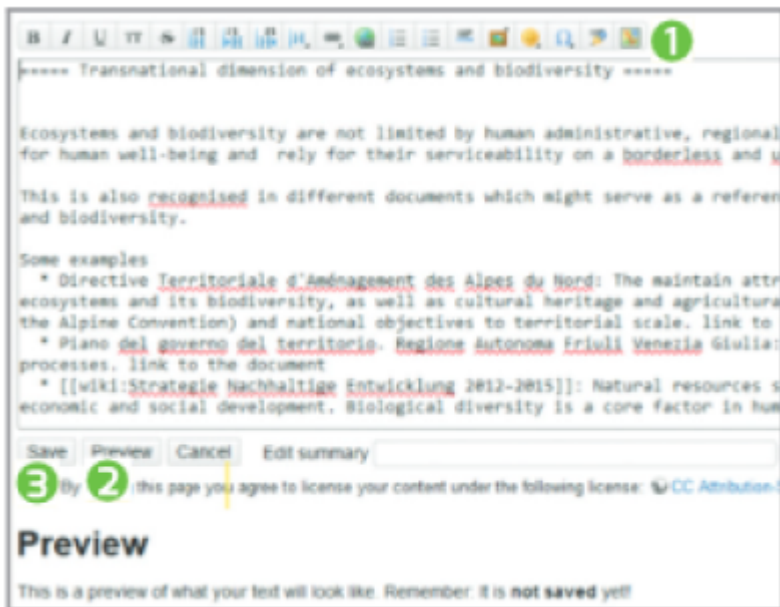 B I U TT S
1
===== Transnational dimension of ecosystems and biodiversity =====
Ecosystems and biodiversity are not limited by human administrative, regional
for human well-being and rely for their serviceability on a borderless and u
This is also recognised in different documents which might serve as a referen
and biodiversity.
Some examples
* Directive Territoriale d'Aménagement des Alpes du Nord: The maintain attr
ecosystems and its biodiversity, as well as cultural heritage and agricultura
the Alpine Convention) and national objectives to territorial scale. link to
* Piano del governo del territorio. Regione Autonoma Friuli Venezia Giulia:
processes. link to the document
* [[wiki:Strategie Nachhaltige Entwicklung 2012-2015]]: Natural resources s
economic and social development. Biological diversity is a core factor in hum
Save Preview Cancel Edit summary
3 By 2 this page you agree to license your content under the following license: CC Attribution-S
Preview
This is a preview of what your text will look like. Remember: It is not saved yet!